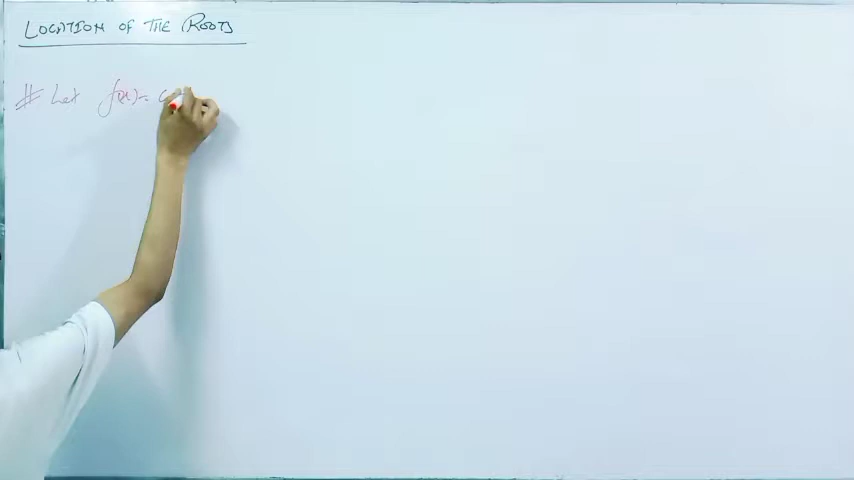 LOCATION OF THE ROOTS
# Let f(x) =